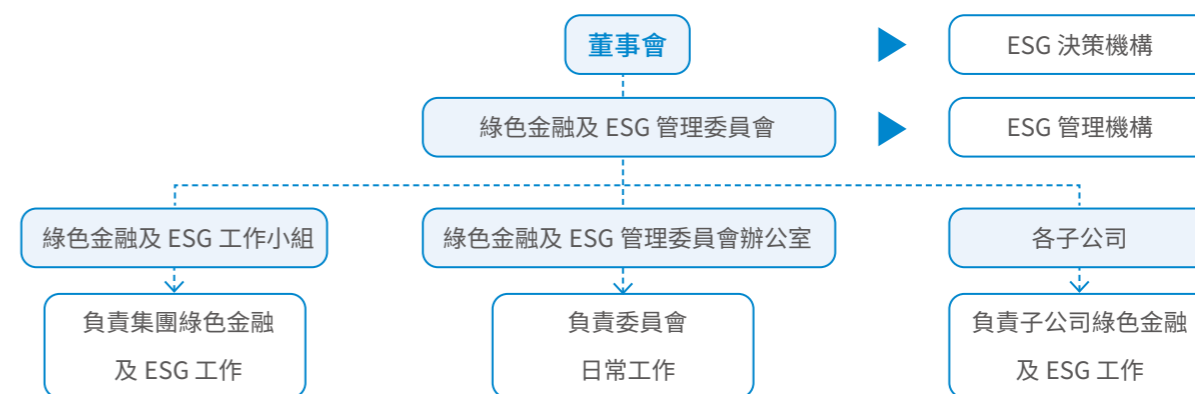 董事會
ESG 決策機構
綠色金融及 ESG 管理委員會
ESG 管理機構
綠色金融及 ESG 工作小組
綠色金融及 ESG 管理委員會辦公室
各子公司
負責集團綠色金融
及 ESG 工作
負責委員會
日常工作
負責子公司綠色金融
及 ESG 工作